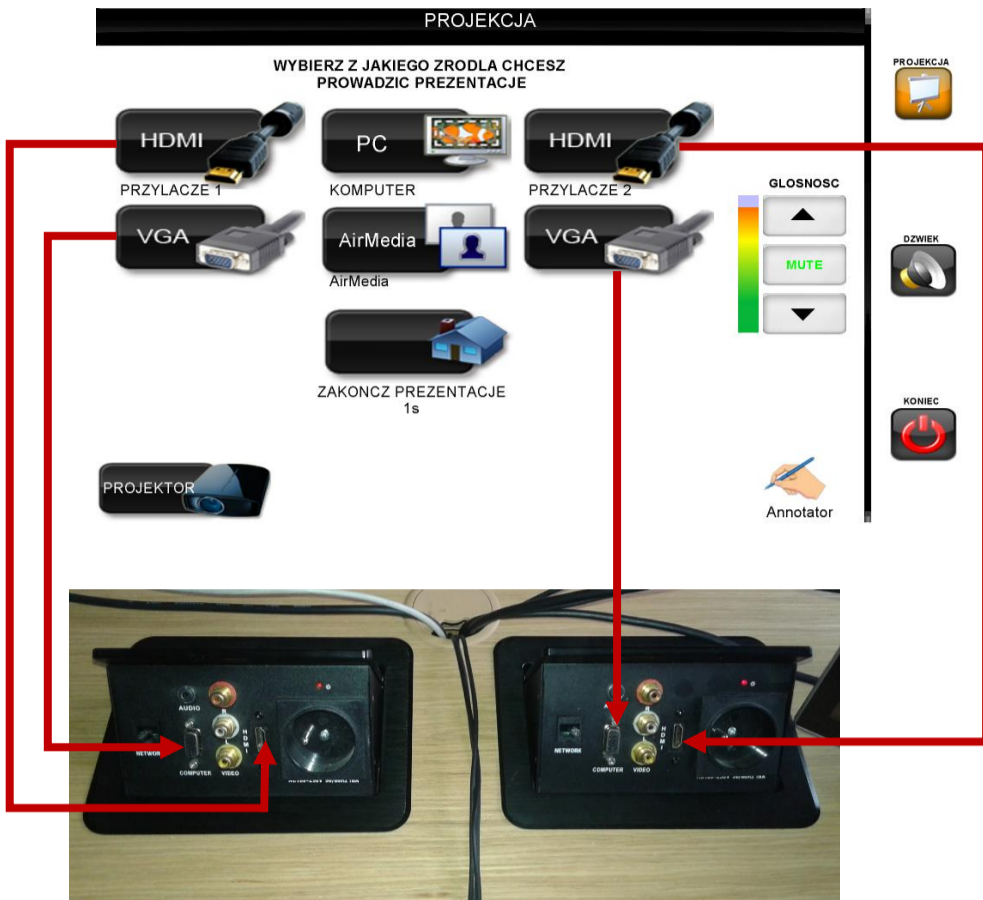 PROJEKCJA
WYBIERZ Z JAKIEGO ZRODLA CHCESZ
PROWADZIC PREZENTACJE
PROJEKCJA
HDMI
PC
HDMI
PRZYLACZE 1
KOMPUTER
PRZYLACZE 2
GLOSNOSC
VGA
AirMedia
VGA
AirMedia
MUTE
DZWIEK
ZAKONCZ PREZENTACJE
1s
KONIEC
PROJEKTOR
Annotator
AUDIO
R
HDMI
NETWORK
COMPUTER
VIDEO
HDMI
NETWORK
COMPUTER
VIDEO